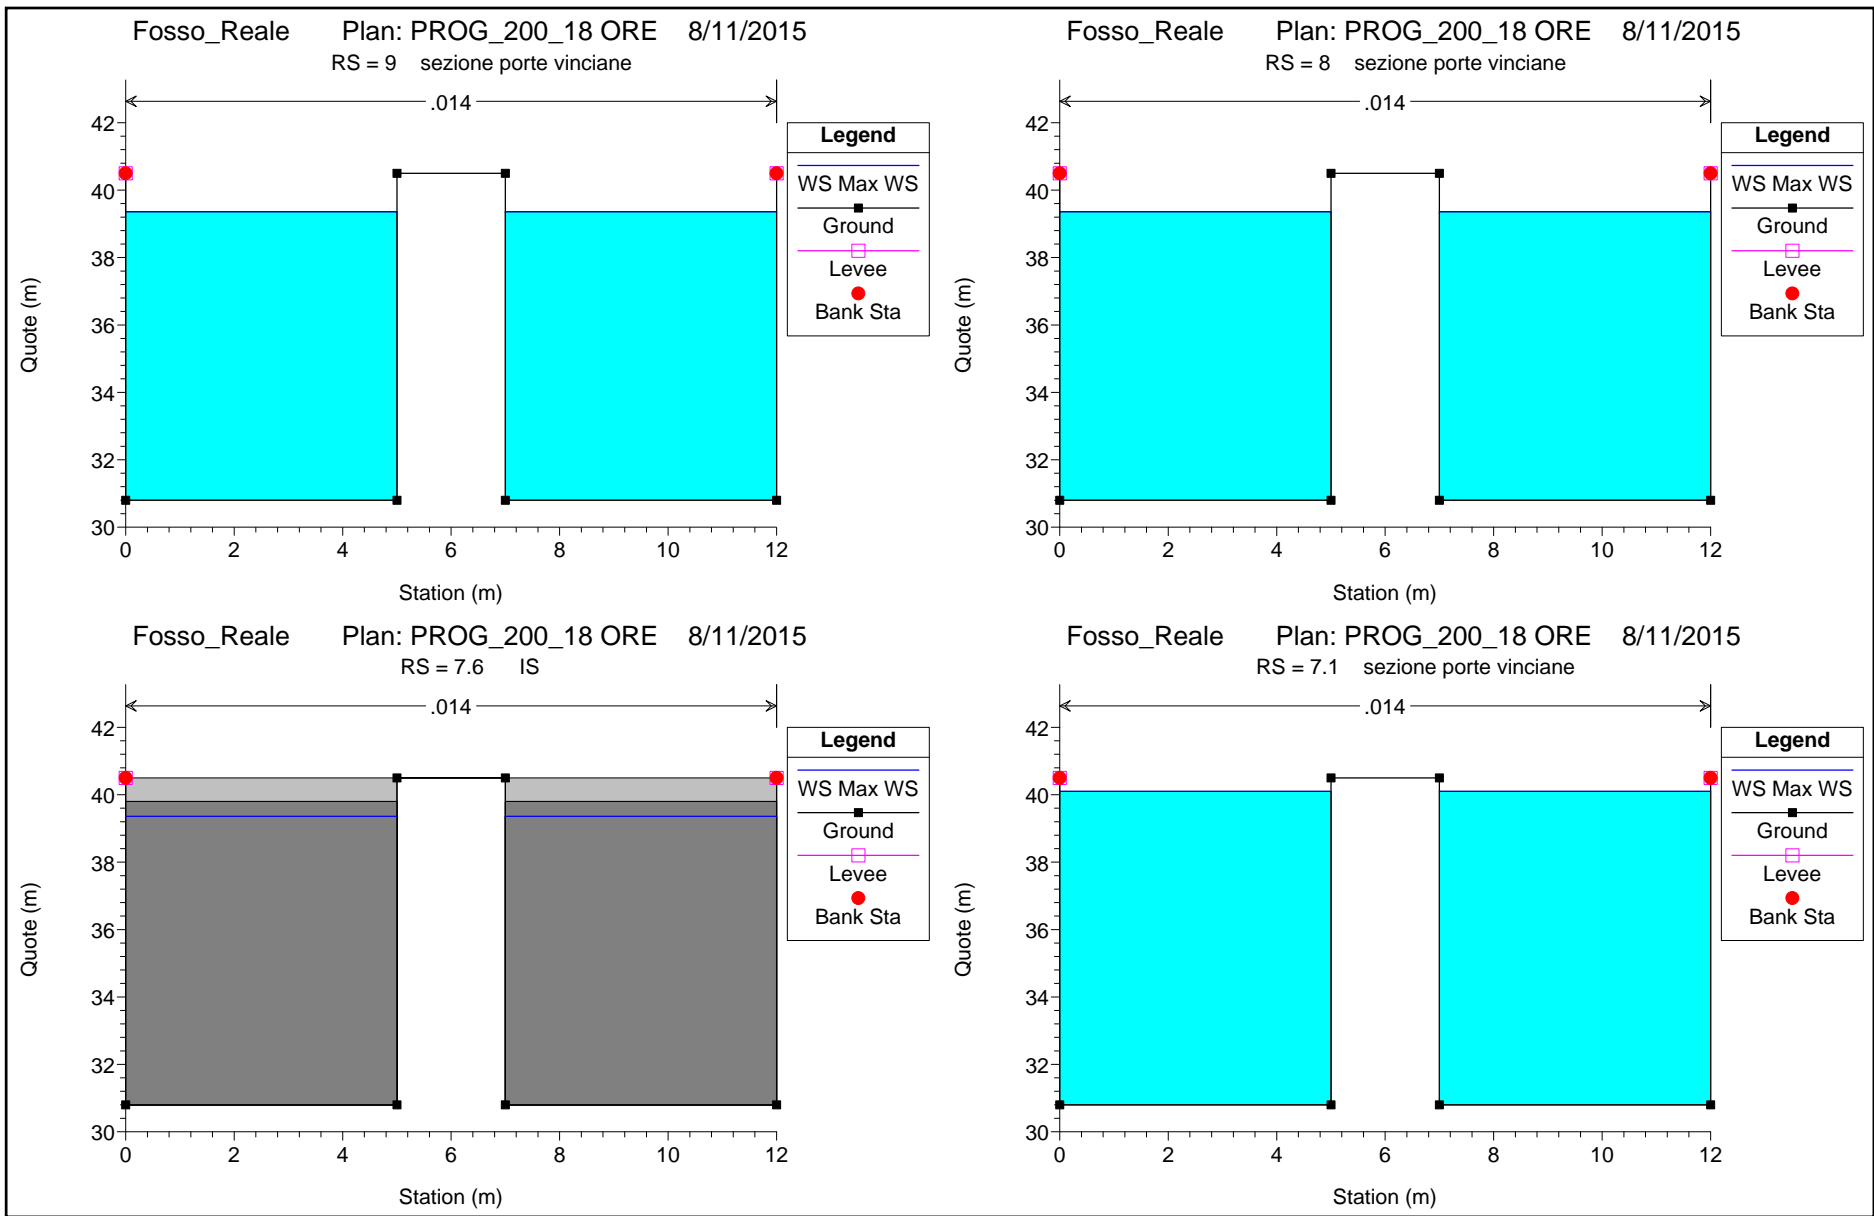 Fosso_Reale Plan: PROG_200_18 ORE 8/11/2015
RS = 9 sezione porte vinciane
.014
42
40
38
36
34
32
30
Quote (m)
0 2 4 6 8 10 12
Station (m)
Legend
WS Max WS
Ground
Levee
Bank Sta
Fosso_Reale Plan: PROG_200_18 ORE 8/11/2015
RS = 8 sezione porte vinciane
.014
42
40
38
36
34
32
30
Quote (m)
0 2 4 6 8 10 12
Station (m)
Legend
WS Max WS
Ground
Levee
Bank Sta
Fosso_Reale Plan: PROG_200_18 ORE 8/11/2015
RS = 7.6 IS
.014
42
40
38
36
34
32
30
Quote (m)
0 2 4 6 8 10 12
Station (m)
Legend
WS Max WS
Ground
Levee
Bank Sta
Fosso_Reale Plan: PROG_200_18 ORE 8/11/2015
RS = 7.1 sezione porte vinciane
.014
42
40
38
36
34
32
30
Quote (m)
0 2 4 6 8 10 12
Station (m)
Legend
WS Max WS
Ground
Levee
Bank Sta